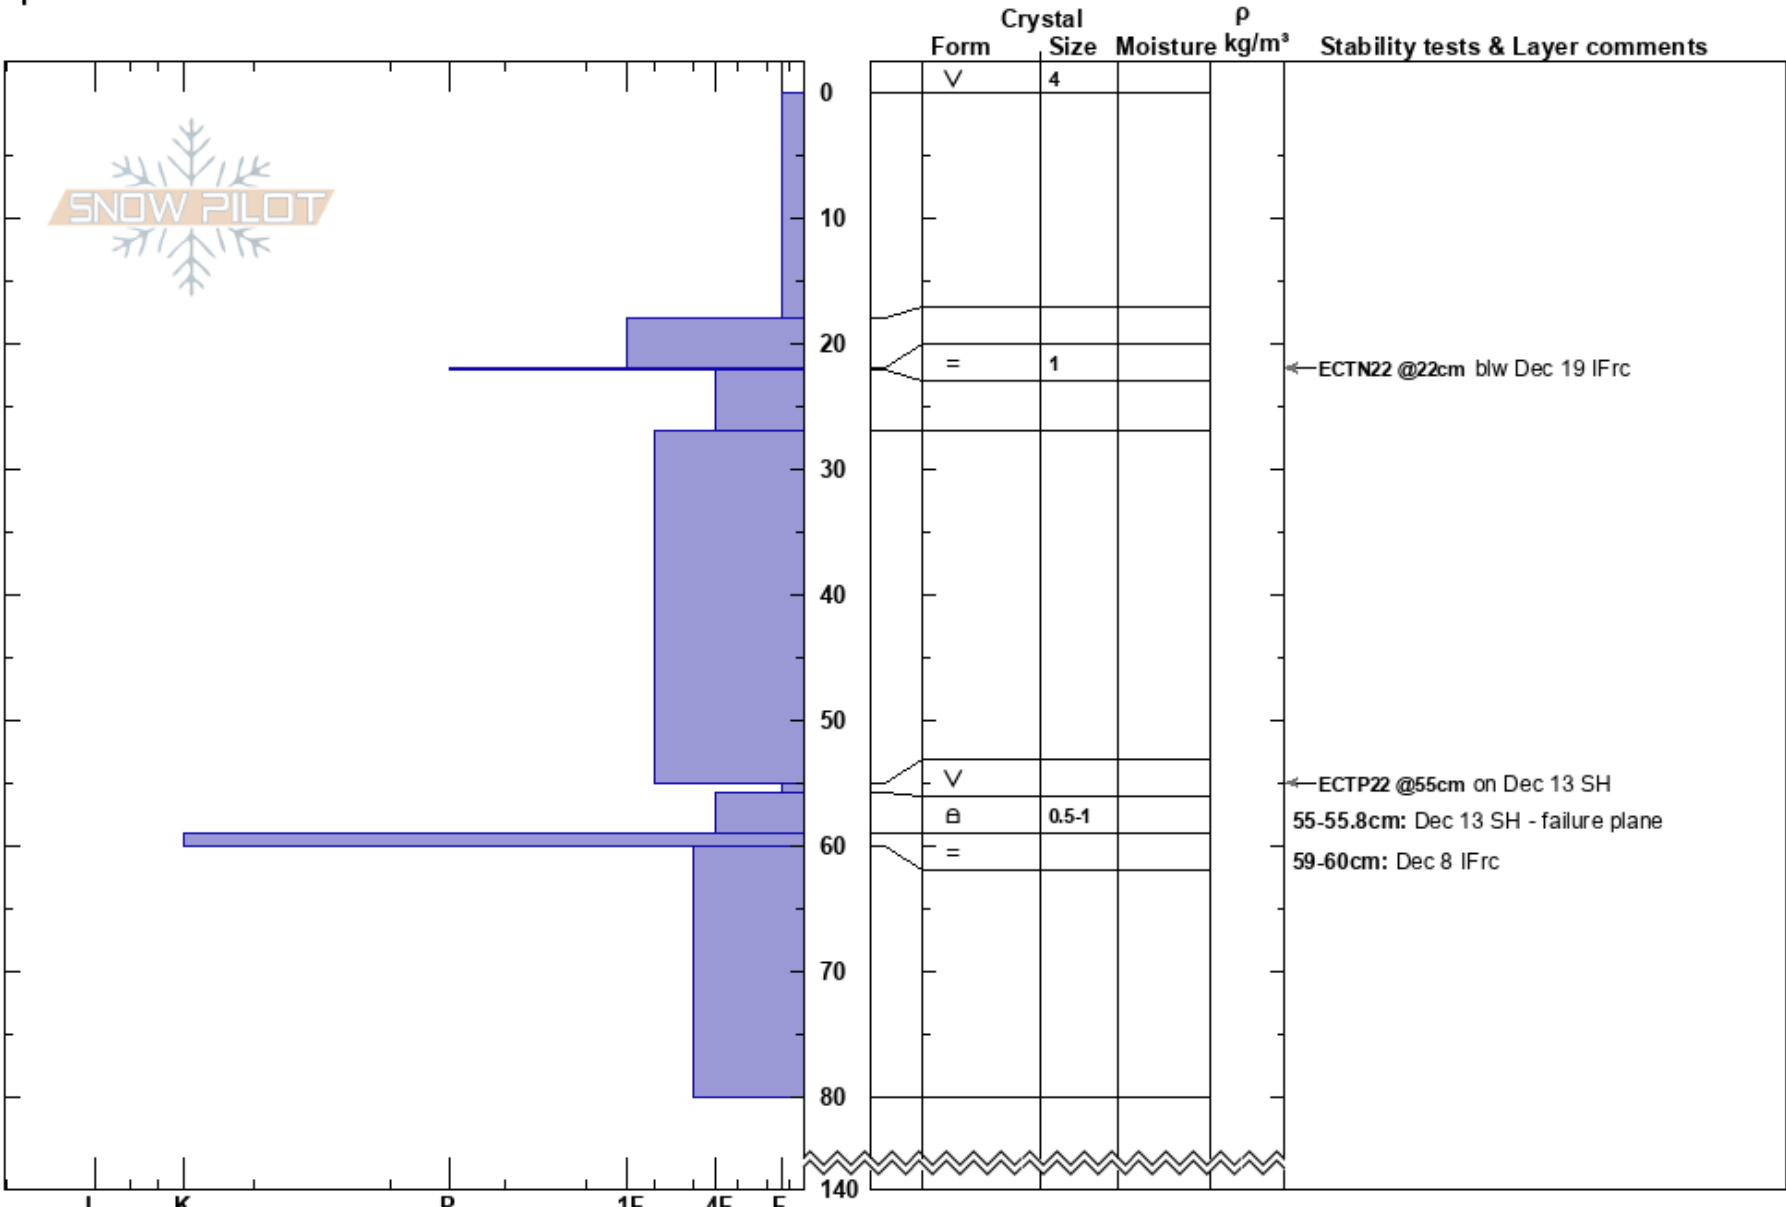 Crystal
ρ
Form Size Moisture kg/m³ Stability tests & Layer comments
V 4
0
SNOW PILOT
10
20
= 1
ECTN22 @22cm blw Dec 19 IFrc
30
40
50
V
ECTP22 @55cm on Dec 13 SH
0.5-1
55-55.8cm: Dec 13 SH - failure plane
60
=
59-60cm: Dec 8 IFrc
70
80
140
I K P 1F 4F F